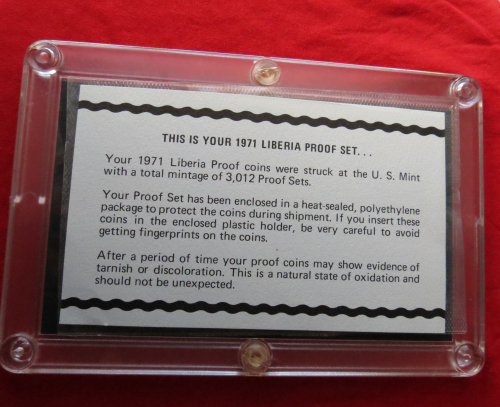 THIS IS YOUR 1971 LIBERIA PROOF SET...
Your 1971 Liberia Proof coins were struck at the U. S. Mint
with a total mintage of 3,012 Proof Sets.
Your Proof Set has been enclosed in a heat-sealed, polyethylene
package to protect the coins during shipment. If you insert these
coins in the enclosed plastic holder, be very careful to avoid
getting fingerprints on the coins.
After a period of time your proof coins may show evidence of
tarnish or discoloration. This is a natural state of oxidation and
should not be unexpected.